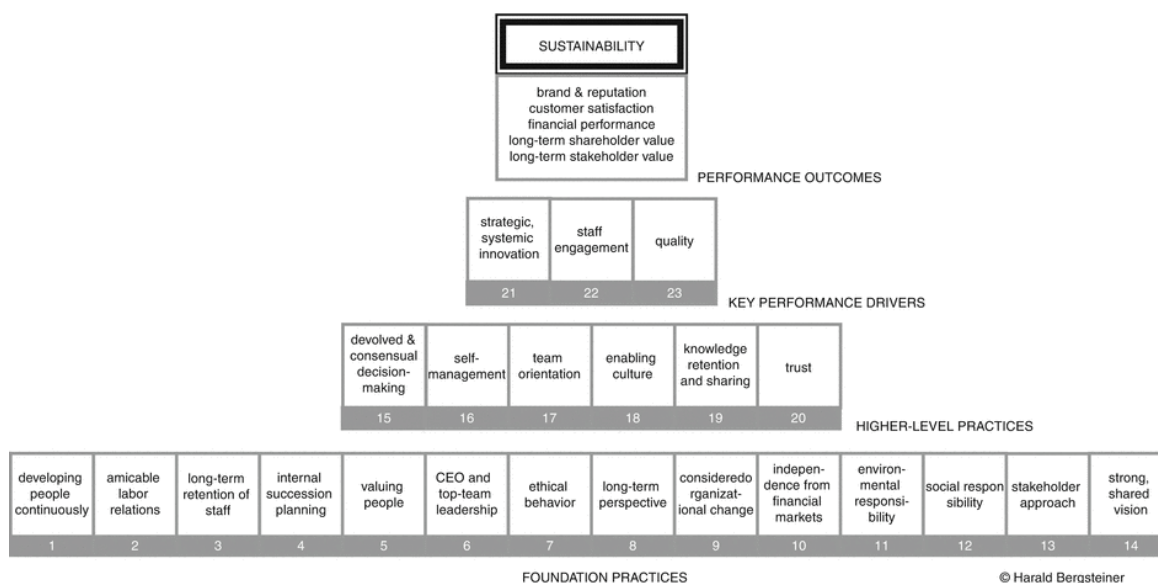 SUSTAINABILITY
brand & reputation
customer satisfaction
financial performance
long-term shareholder value
long-term stakeholder value
PERFORMANCE OUTCOMES
strategic,
systemic
innovation
21
staff
engagement
22
quality
23
KEY PERFORMANCE DRIVERS
devolved &
consensual
decision-
making
15
self-
management
16
team
orientation
17
enabling
culture
18
knowledge
retention
and sharing
19
trust
20
HIGHER-LEVEL PRACTICES
developing
people
continuously
1
amicable
labor
relations
2
long-term
retention of
staff
3
internal
succession
planning
4
valuing
people
5
CEO and
top-team
leadership
6
ethical
behavior
7
long-term
perspective
8
consideredo
rganizat-
ional change
9
indepen-
dence from
financial
markets
10
environ-
mental
responsi-
bility
11
social respon
sibility
12
stakeholder
approach
13
strong,
shared
vision
14
FOUNDATION PRACTICES
© Harald Bergsteiner